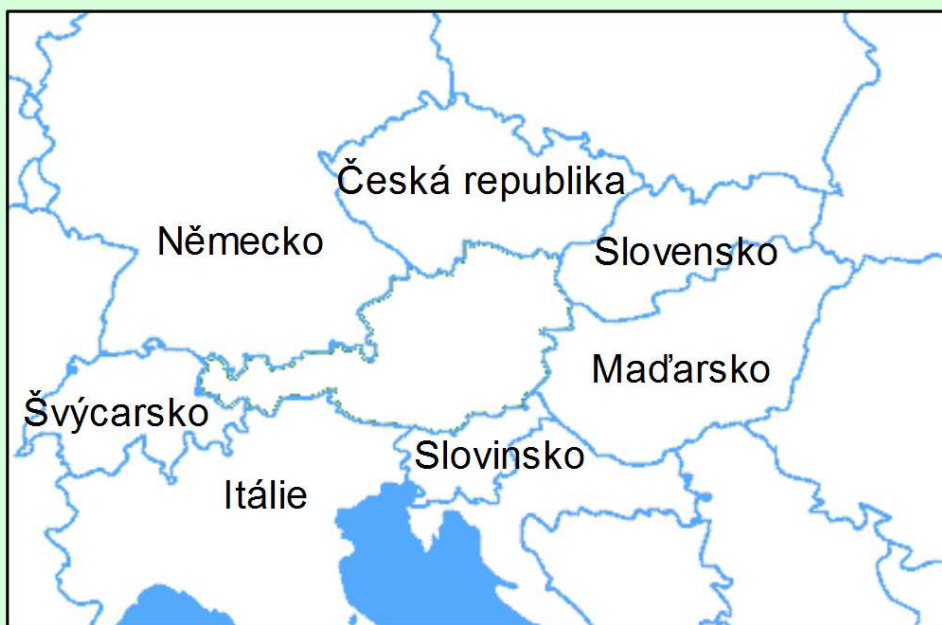 Česká republika
Německo
Slovensko
Maďarsko
Švýcarsko
Slovinsko
Itálie